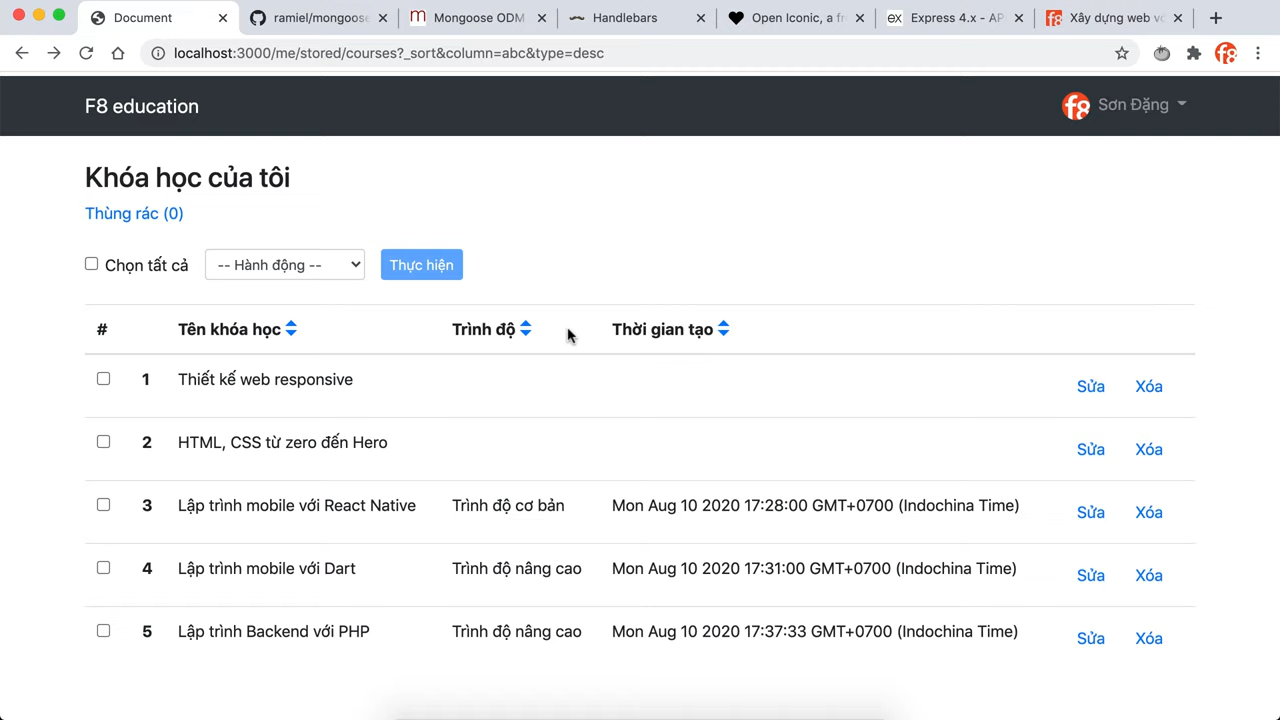 Document
ramiel/mongoose
Mongoose ODM
Handlebars
Open Iconic, a fr
Express 4.x - AP
Xây dựng web vớ
localhost:3000/me/stored/courses?_sort&column=abc&type=desc
F8 education
Sơn Đặng
Khóa học của tôi
Thùng rác (0)
Chọn tất cả -- Hành động -- Thực hiện
# Tên khóa học Trình độ Thời gian tạo
1 Thiết kế web responsive Sửa Xóa
2 HTML, CSS từ zero đến Hero Sửa Xóa
3 Lập trình mobile với React Native Trình độ cơ bản Mon Aug 10 2020 17:28:00 GMT+0700 (Indochina Time) Sửa Xóa
4 Lập trình mobile với Dart Trình độ nâng cao Mon Aug 10 2020 17:31:00 GMT+0700 (Indochina Time) Sửa Xóa
5 Lập trình Backend với PHP Trình độ nâng cao Mon Aug 10 2020 17:37:33 GMT+0700 (Indochina Time) Sửa Xóa